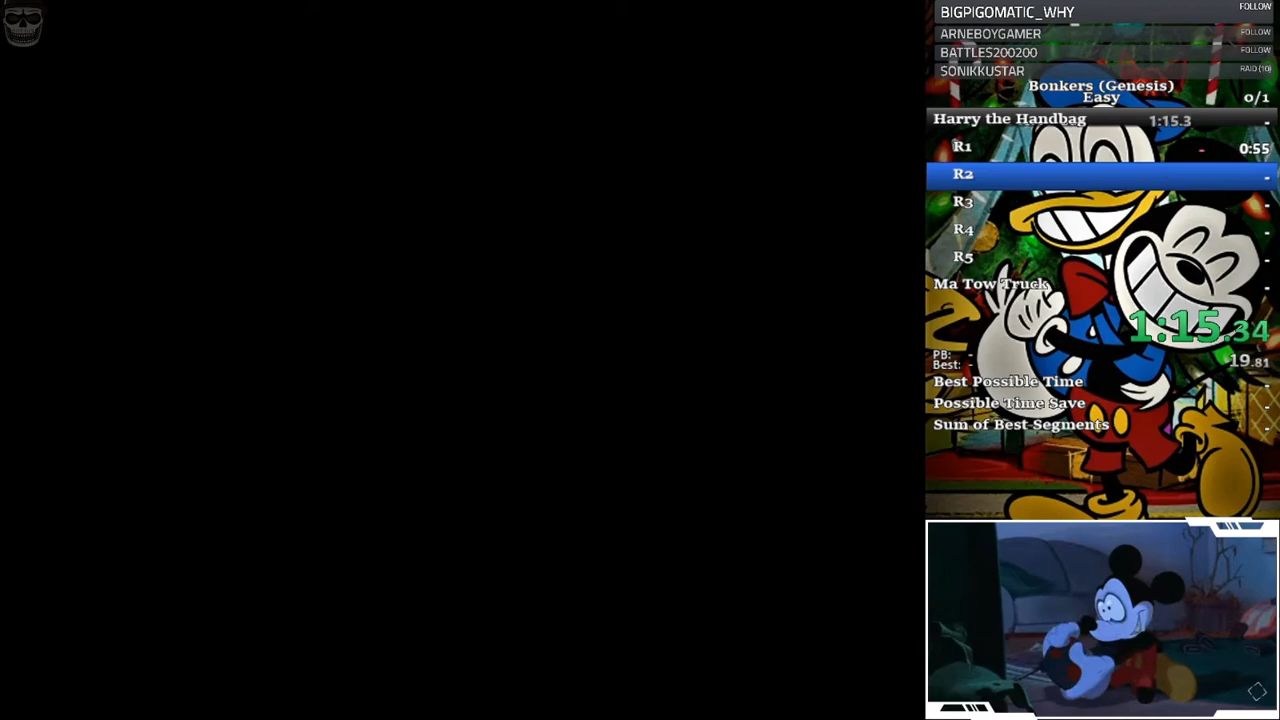 BIGPIGOMATIC_WHY FOLLOW
ARNEBOYGAMER FOLLOW
BATTLES200200 FOLLOW
SONIKKUSTAR RAID (10)
Bonkers (Genesis)
Easy 0/1
Harry the Handbag 1:15.3 -
R1 - 0:55
R2 -
R3 -
R4 -
R5 -
Ma Tow Truck -
1:15.34
PB: - 19.81
Best: -
Best Possible Time -
Possible Time Save -
Sum of Best Segments -